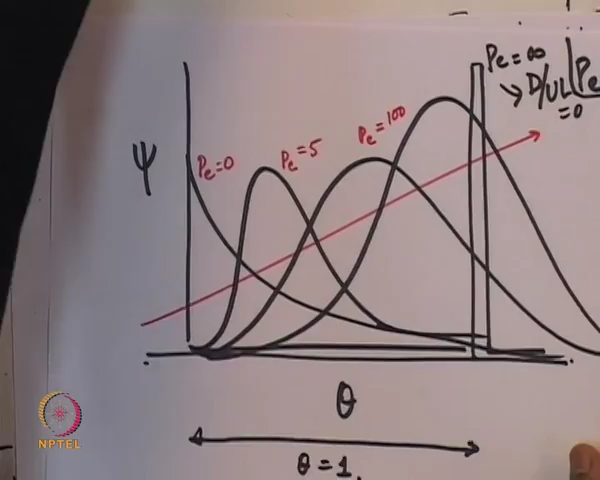 Pe = ∞
→ D/UL
= 0
Pe
Ψ
Pe = 0
Pe = 5
Pe = 100
θ
θ = 1
NPTEL